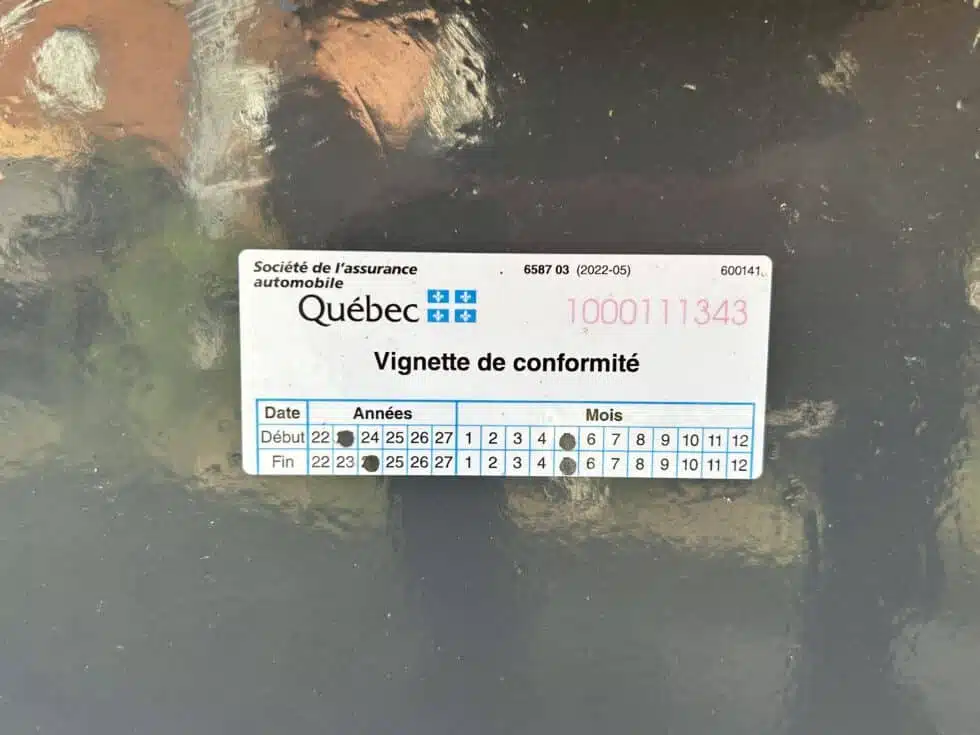 Société de l'assurance
automobile
6587 03 (2022-05)
600141
Québec
1000111343
Vignette de conformité
Date Années Mois
Début 22 24 25 26 27 1 2 3 4 6 7 8 9 10 11 12
Fin 22 23 25 26 27 1 2 3 4 6 7 8 9 10 11 12